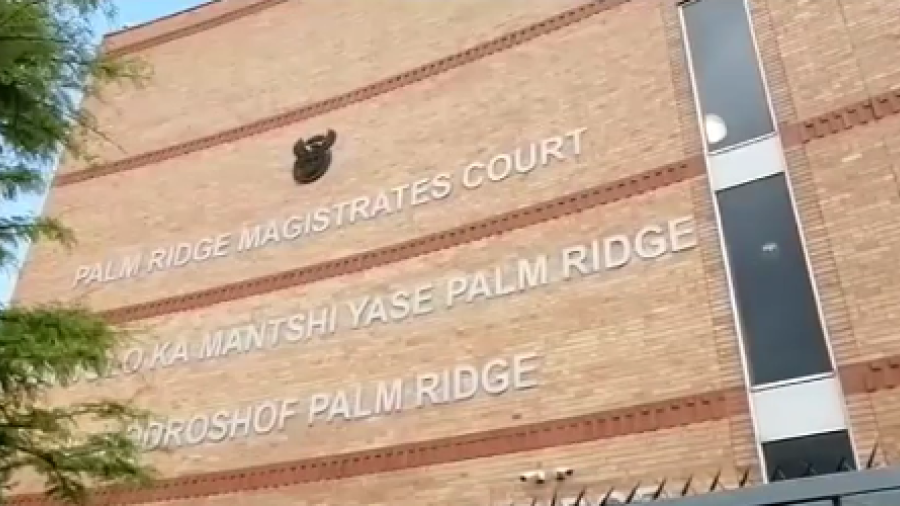 PALM RIDGE MAGISTRATES COURT
KA MANTSHI YASE PALM RIDGE
PALM RIDGE